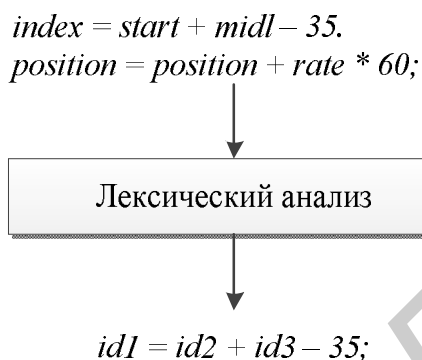 index = start + midl – 35.
position = position + rate * 60;
Лексический анализ
id1 = id2 + id3 – 35;